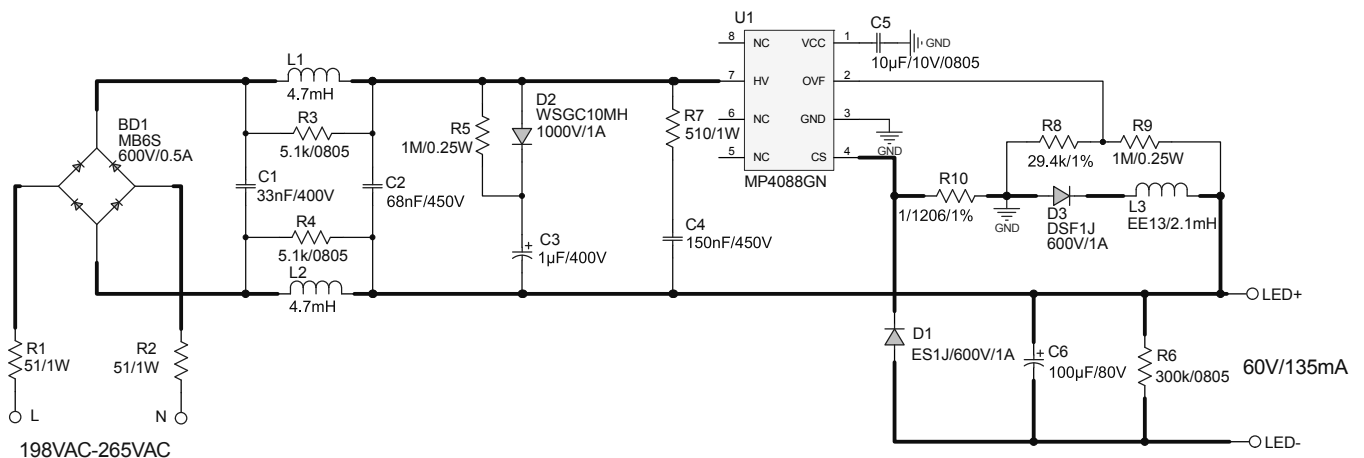 U1
C5
8
NC
VCC
1
GND
10µF/10V/0805
L1
7
HV
OVF
2
4.7mH
D2
WSGC10MH
1000V/1A
R7
510/1W
6
NC
GND
3
GND
BD1
MB6S
600V/0.5A
R3
5.1k/0805
R5
1M/0.25W
R8
R9
29.4k/1%
1M/0.25W
5
NC
CS
4
MP4088GN
C1
33nF/400V
C2
68nF/450V
R10
1/1206/1%
GND
D3
DSF1J
600V/1A
L3
EE13/2.1mH
R4
5.1k/0805
C3
+
1µF/400V
C4
150nF/450V
L2
4.7mH
LED+
R1
51/1W
R2
51/1W
D1
ES1J/600V/1A
+
C6
100µF/80V
R6
300k/0805
60V/135mA
L
N
LED-
198VAC-265VAC